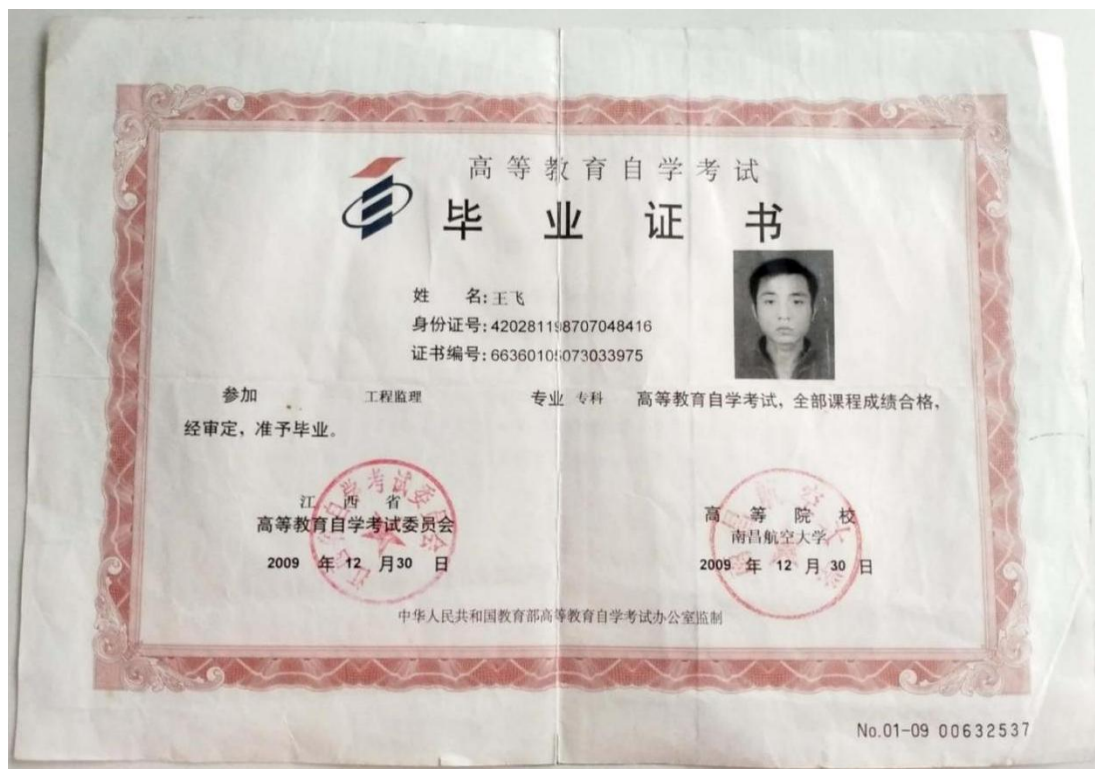 高等教育自学考试
毕业证书
姓 名:王飞
身份证号:420281198707048416
证书编号:66360105073033975
参加 工程监理 专业 专科 高等教育自学考试，全部课程成绩合格，
经审定，准予毕业。
江西省
高等教育自学考试委员会
2009 年 12 月 30 日
高等院校
南昌航空大学
2009 年 12 月 30 日
中华人民共和国教育部高等教育自学考试办公室监制
No.01-09 00632537